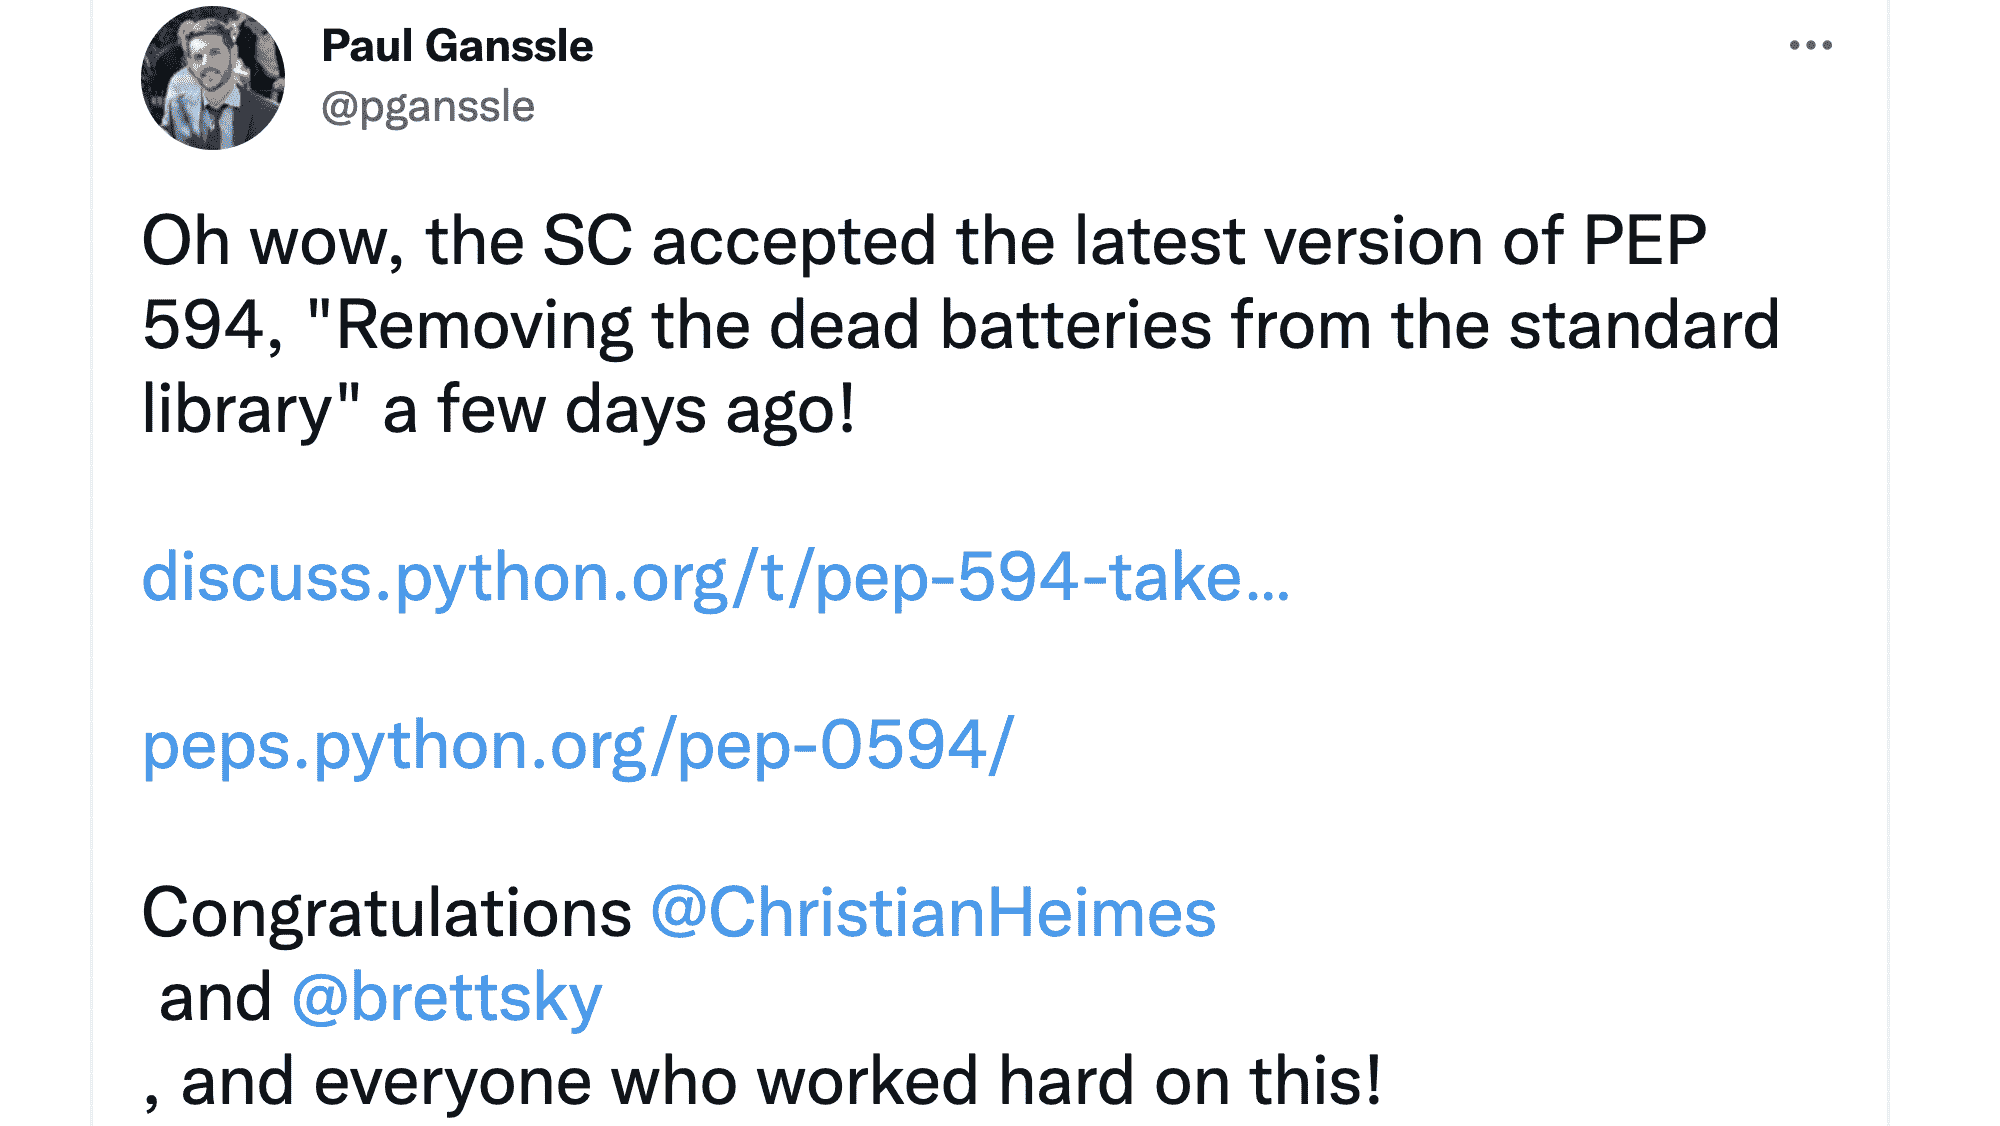 Paul Ganssle
@pganssle
Oh wow, the SC accepted the latest version of PEP
594, "Removing the dead batteries from the standard
library" a few days ago!
discuss.python.org/t/pep-594-take…
peps.python.org/pep-0594/
Congratulations @ChristianHeimes
and @brettsky
, and everyone who worked hard on this!